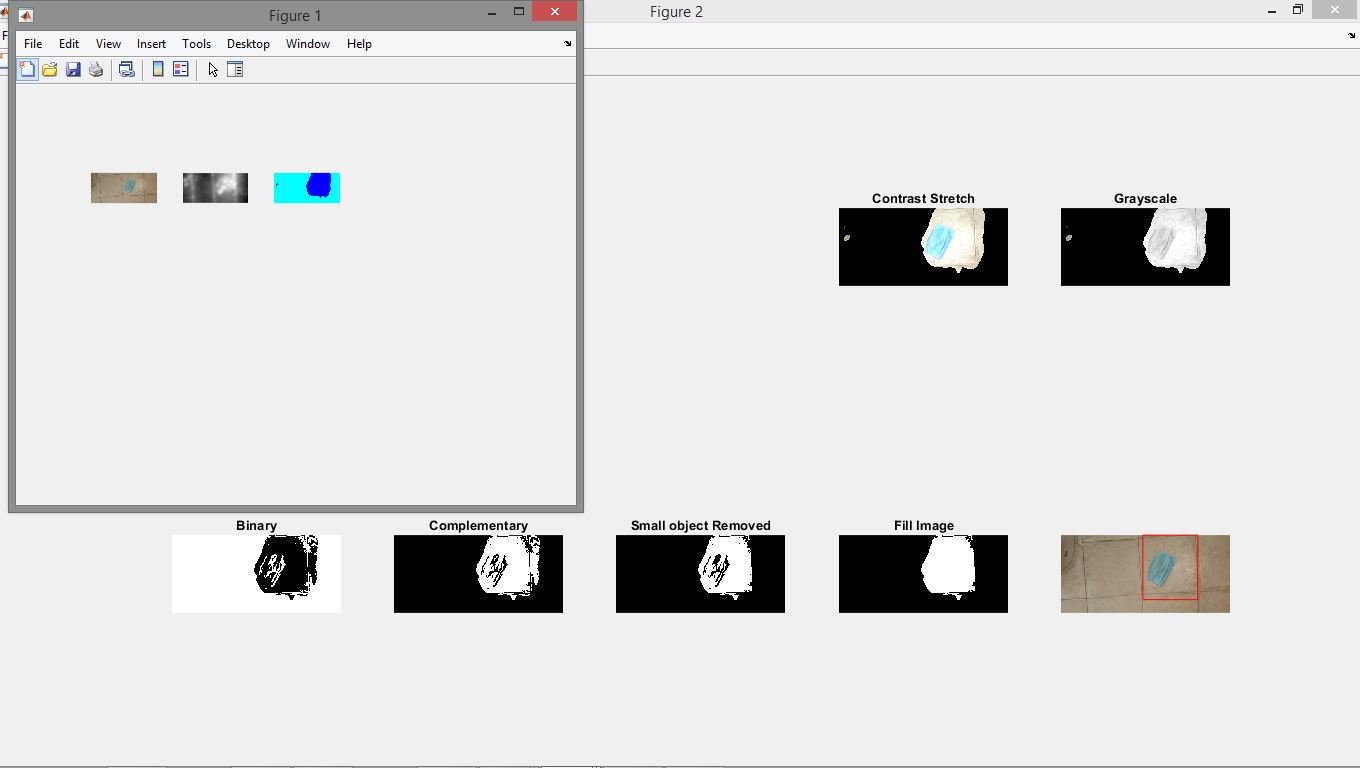 Figure 1
Figure 2
File Edit View Insert Tools Desktop Window Help
F
Contrast Stretch
Grayscale
Binary
Complementary
Small object Removed
Fill Image